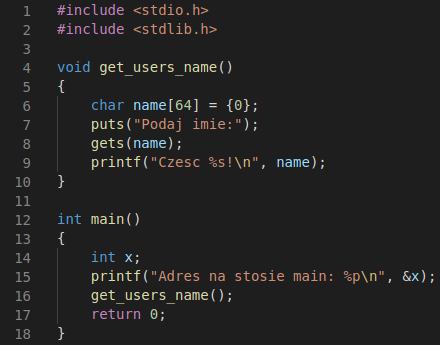 1 #include <stdio.h>
2 #include <stdlib.h>
3
4 void get_users_name()
5 {
6     char name[64] = {0};
7     puts("Podaj imie:");
8     gets(name);
9     printf("Czesc %s!\n", name);
10 }
11
12 int main()
13 {
14     int x;
15     printf("Adres na stosie main: %p\n", &x);
16     get_users_name();
17     return 0;
18 }